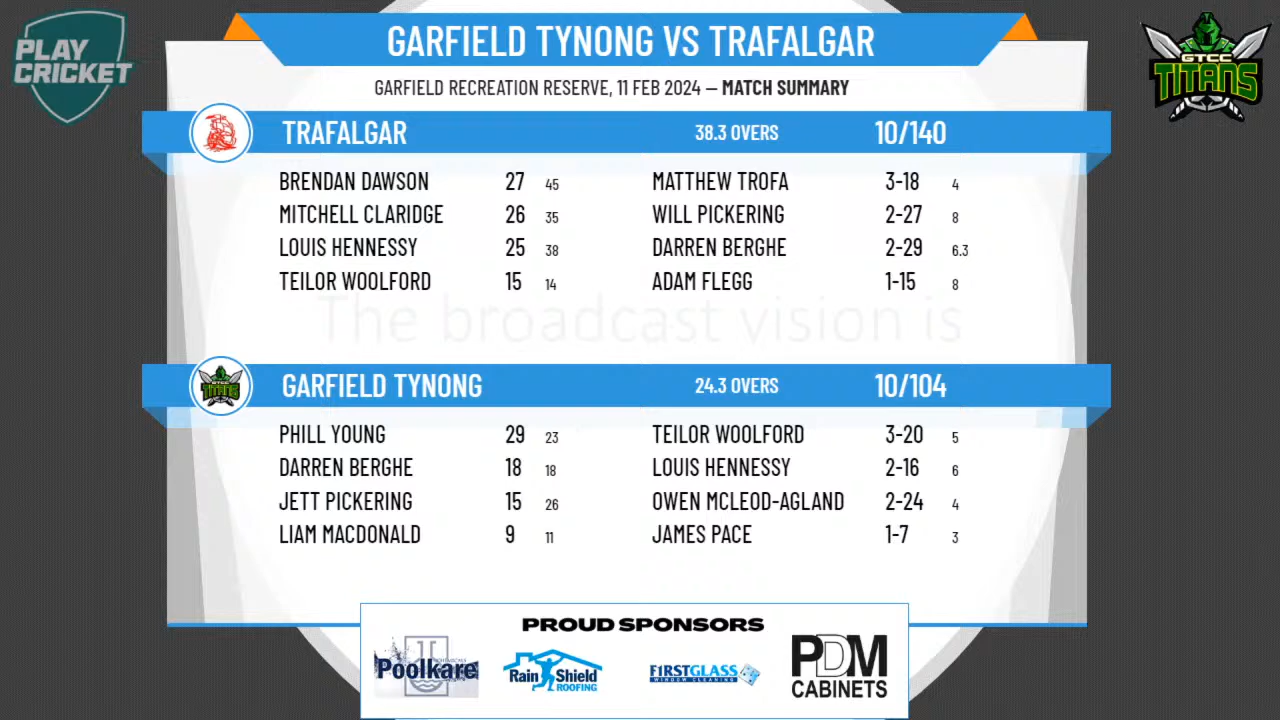 PLAY CRICKET
GARFIELD TYNONG VS TRAFALGAR
GTCC
TITANS
GARFIELD RECREATION RESERVE, 11 FEB 2024 – MATCH SUMMARY
TRAFALGAR 38.3 OVERS 10/140
BRENDAN DAWSON 27 45 MATTHEW TROFA 3-18 4
MITCHELL CLARIDGE 26 35 WILL PICKERING 2-27 8
LOUIS HENNESSY 25 38 DARREN BERGHE 2-29 6.3
TEILOR WOOLFORD 15 14 ADAM FLEGG 1-15 8
The broadcast vision is
GTCC TITANS GARFIELD TYNONG 24.3 OVERS 10/104
PHILL YOUNG 29 23 TEILOR WOOLFORD 3-20 5
DARREN BERGHE 18 18 LOUIS HENNESSY 2-16 6
JETT PICKERING 15 26 OWEN MCLEOD-AGLAND 2-24 4
LIAM MACDONALD 9 11 JAMES PACE 1-7 3
PROUD SPONSORS
Poolkare
Rain Shield
ROOFING
F1RSTGLASS
WINDOW CLEANING
PDM
CABINETS